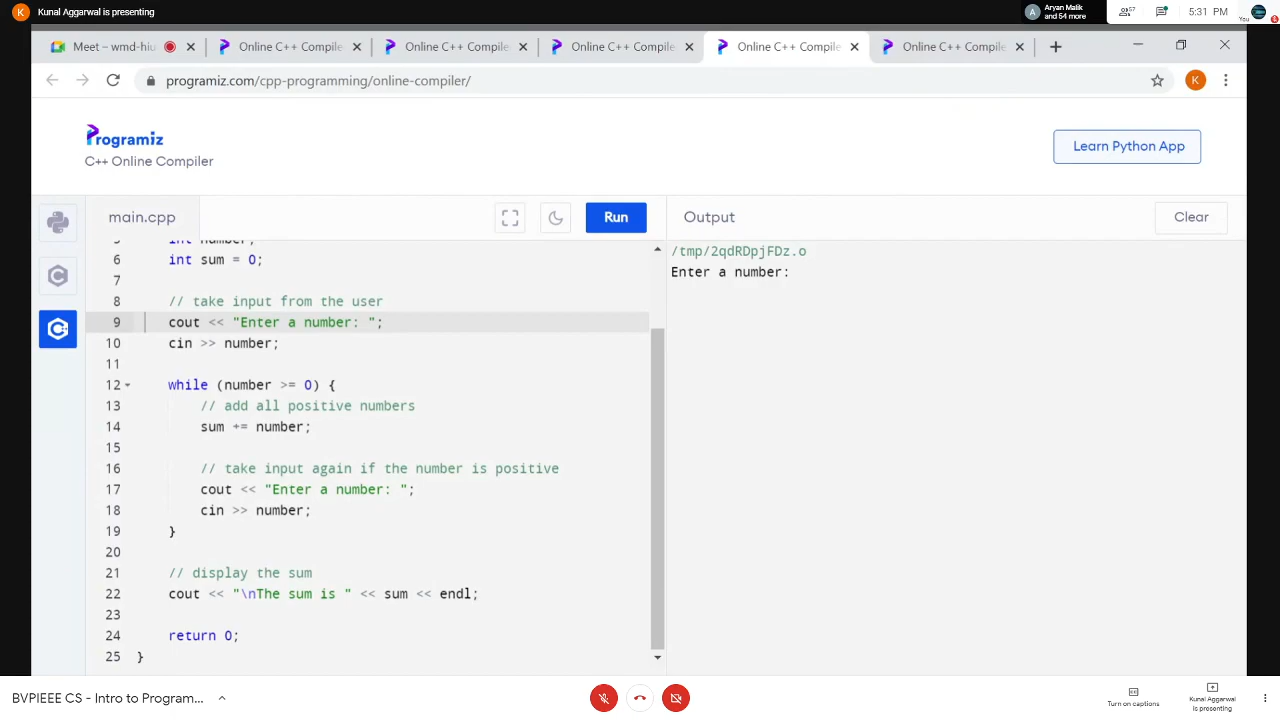 Kunal Aggarwal is presenting
Aryan Malik
and 54 more
57
5:31 PM
You
Meet – wmd-hiu
Online C++ Compile
Online C++ Compile
Online C++ Compile
Online C++ Compile
Online C++ Compile
programiz.com/cpp-programming/online-compiler/
K
Programiz
C++ Online Compiler
Learn Python App
main.cpp
Run
Output
Clear
5 int number;
6 int sum = 0;
7
8 // take input from the user
9 cout << "Enter a number: ";
10 cin >> number;
11
12 while (number >= 0) {
13 // add all positive numbers
14 sum += number;
15
16 // take input again if the number is positive
17 cout << "Enter a number: ";
18 cin >> number;
19 }
20
21 // display the sum
22 cout << "\nThe sum is " << sum << endl;
23
24 return 0;
25 }
/tmp/2qdRDpjFDz.o
Enter a number:
BVPIEEE CS - Intro to Program...
Turn on captions
Kunal Aggarwal
is presenting